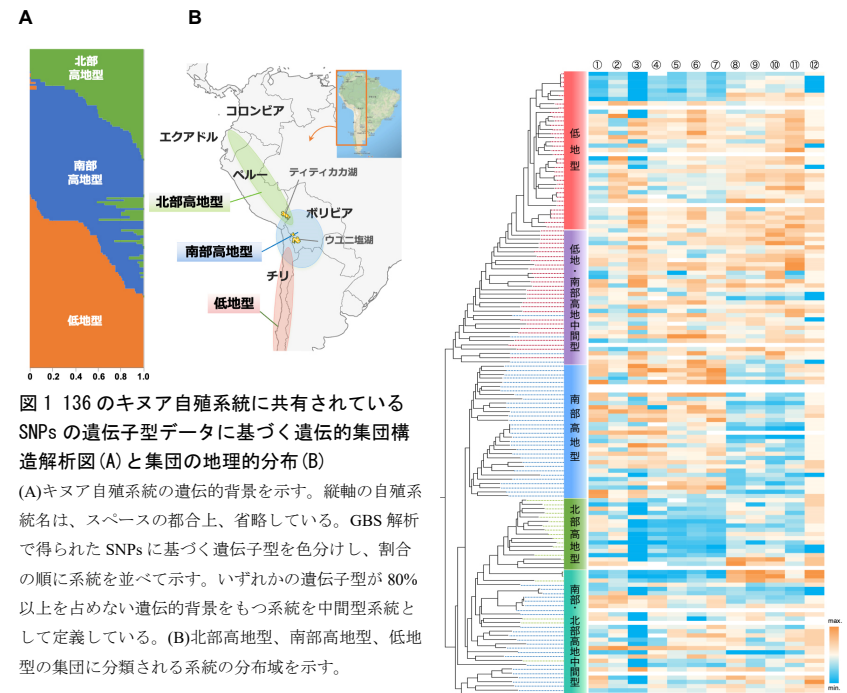 A
B
北部
高地型
南部
高地型
低地型
0 0.2 0.4 0.6 0.8 1.0
コロンビア
エクアドル
ペルー
ティティカカ湖
北部高地型
ボリビア
南部高地型
ウユニ塩湖
チリ
低地型
図1 136 のキヌア自殖系統に共有されている
SNPs の遺伝子型データに基づく遺伝的集団構
造解析図(A)と集団の地理的分布(B)
(A)キヌア自殖系統の遺伝的背景を示す。縦軸の自殖系
統名は、スペースの都合上、省略している。GBS 解析
で得られた SNPs に基づく遺伝子型を色分けし、割合
の順に系統を並べて示す。いずれかの遺伝子型が 80%
以上を占めない遺伝的背景をもつ系統を中間型系統と
して定義している。(B)北部高地型、南部高地型、低地
型の集団に分類される系統の分布域を示す。
① ② ③ ④ ⑤ ⑥ ⑦ ⑧ ⑨ ⑩ ⑪ ⑫
低地型
低地・南部高地中間型
南部高地型
北部高地型
南部・北部高地中間型
max.
min.